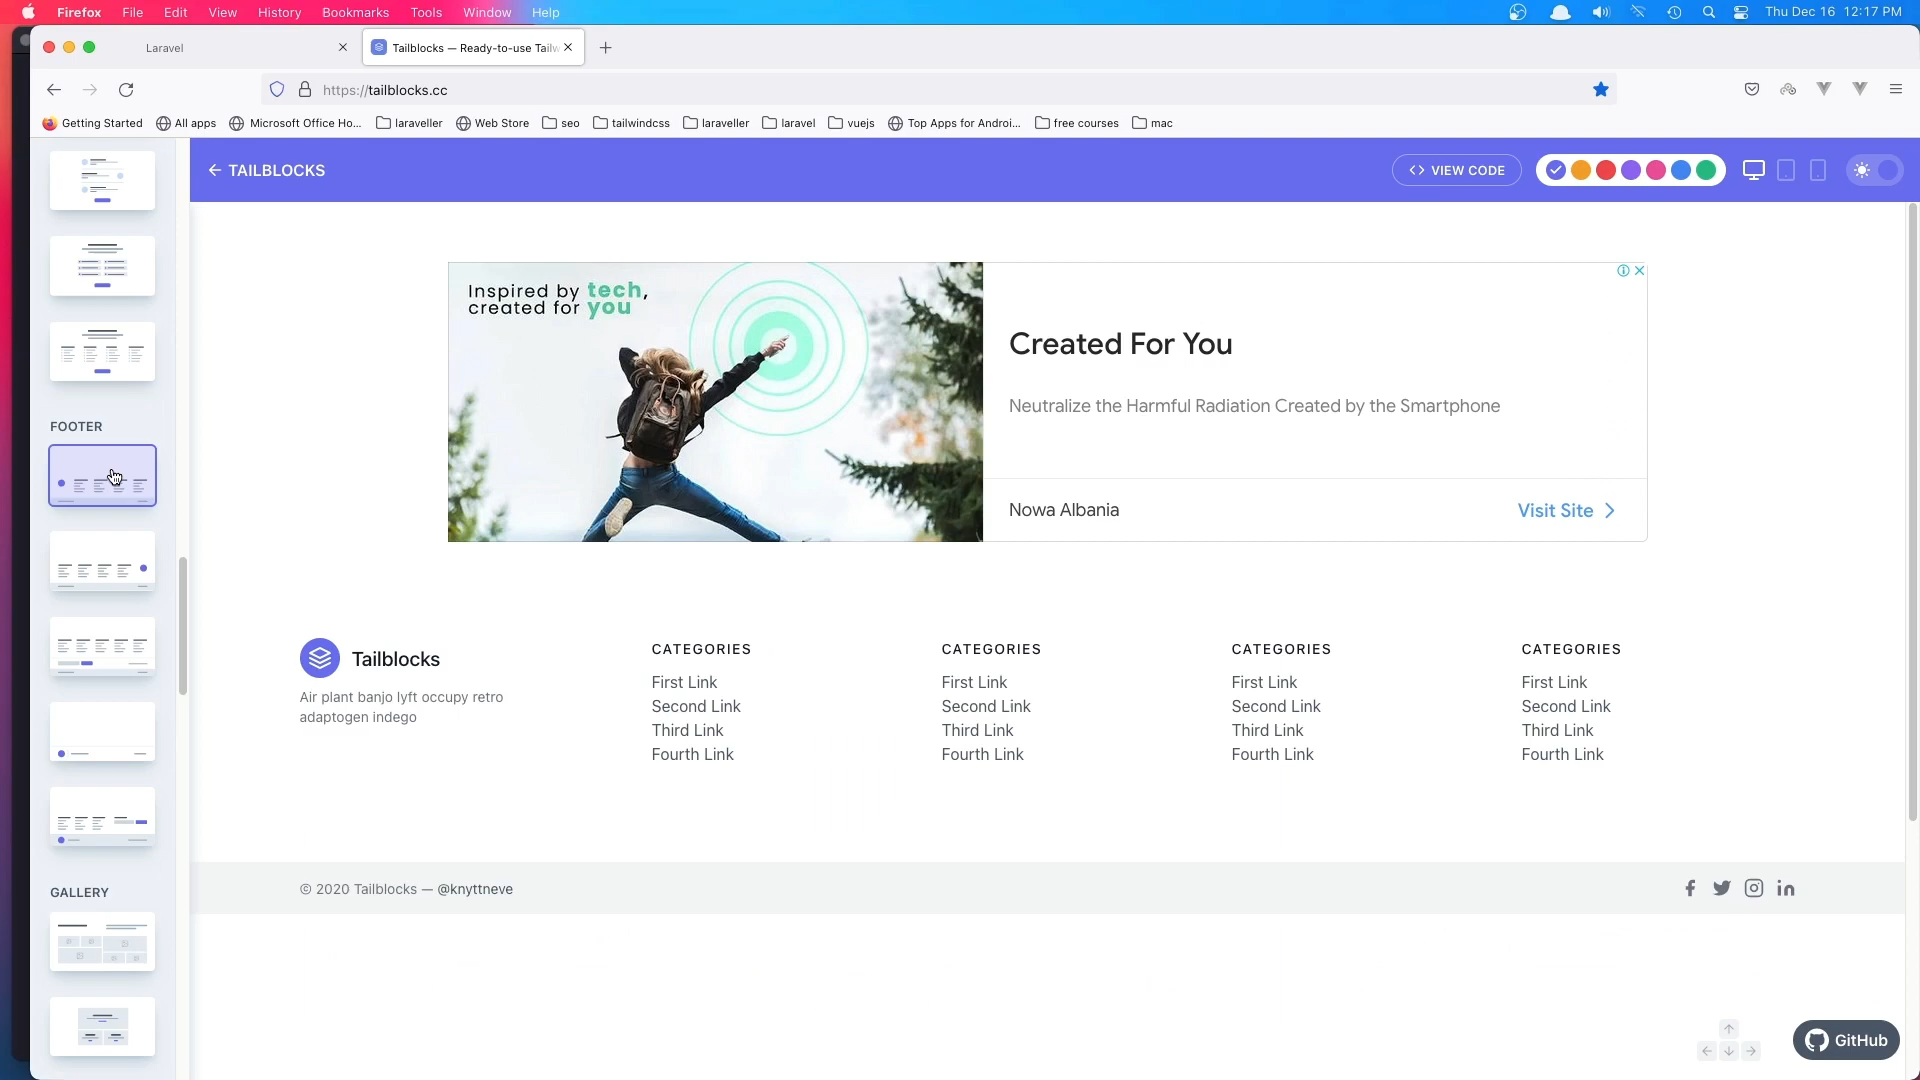 Firefox File Edit View History Bookmarks Tools Window Help
Thu Dec 16 12:17 PM
Laravel
Tailblocks — Ready-to-use Tailw
https://tailblocks.cc
Getting Started All apps Microsoft Office Ho... laraveller Web Store seo tailwindcss laraveller laravel vuejs Top Apps for Androi... free courses mac
TAILBLOCKS
<> VIEW CODE
Inspired by tech,
created for you
Created For You
Neutralize the Harmful Radiation Created by the Smartphone
Nowa Albania
Visit Site
FOOTER
GALLERY
Tailblocks
Air plant banjo lyft occupy retro
adaptogen indego
CATEGORIES
First Link
Second Link
Third Link
Fourth Link
CATEGORIES
First Link
Second Link
Third Link
Fourth Link
CATEGORIES
First Link
Second Link
Third Link
Fourth Link
CATEGORIES
First Link
Second Link
Third Link
Fourth Link
© 2020 Tailblocks — @knyttneve
GitHub